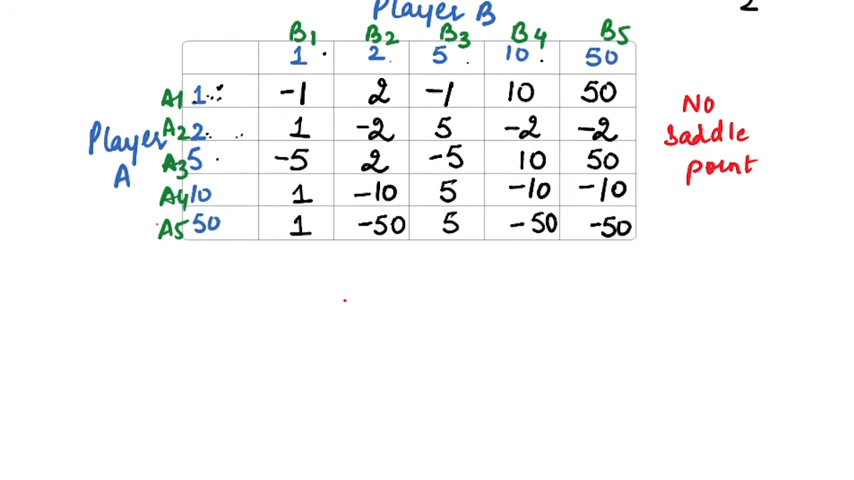 2
Player B
B1 B2 B3 B4 B5
1 2 5 10 50
A1 1 -1 2 -1 10 50
A2 2 1 -2 5 -2 -2
A3 5 -5 2 -5 10 50
A4 10 1 -10 5 -10 -10
A5 50 1 -50 5 -50 -50
Player
A
No
saddle
point